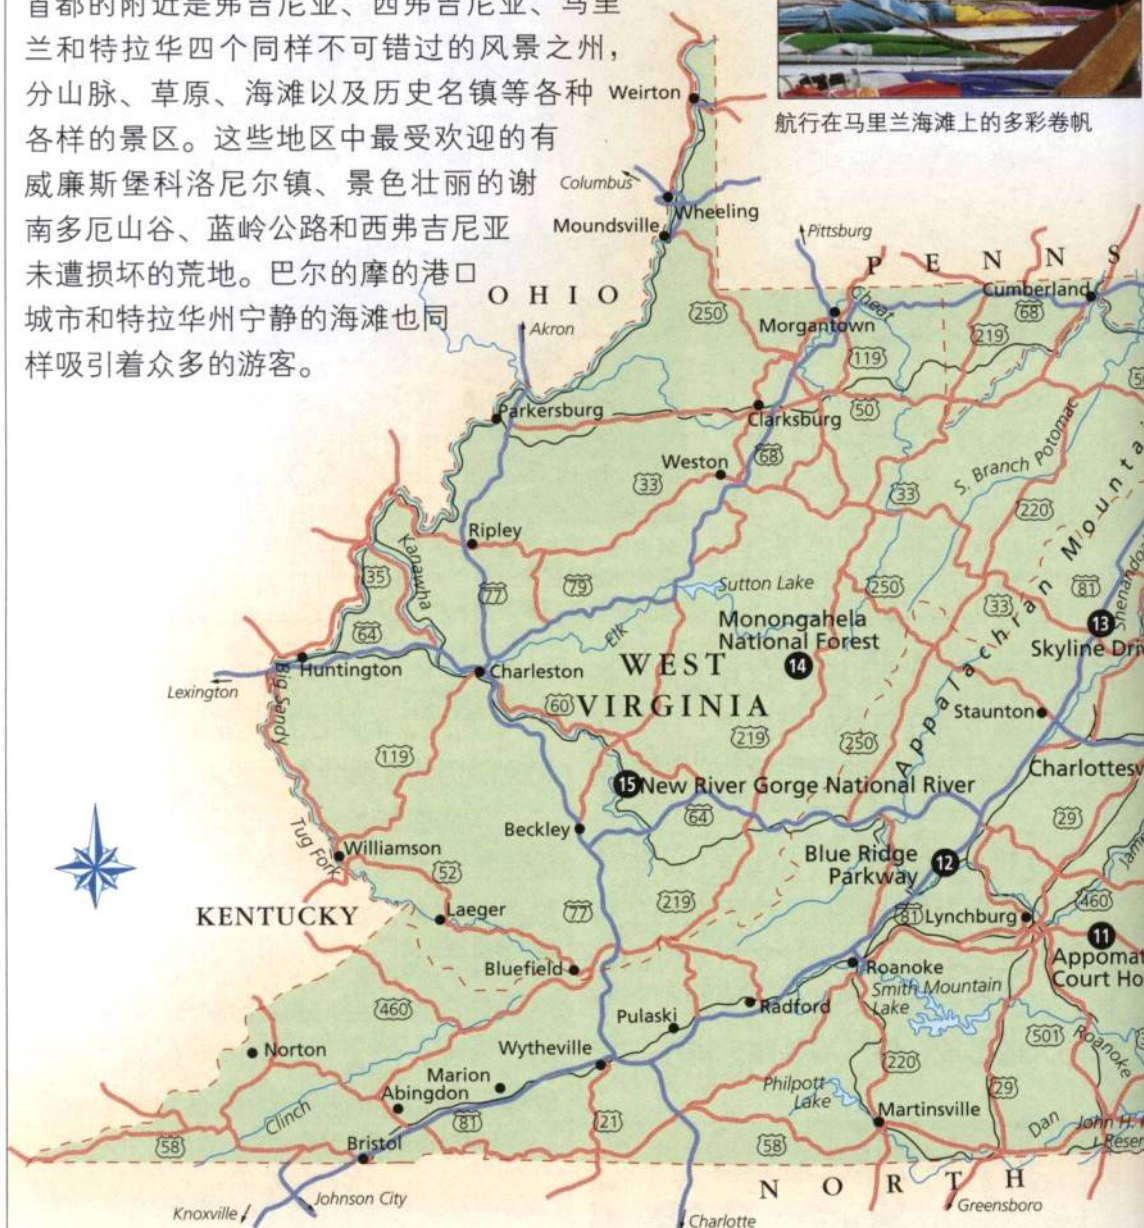 首都的附近是弗吉尼亚、西弗吉尼亚、马里
兰和特拉华四个同样不可错过的风景之州,
分山脉、草原、海滩以及历史名镇等各种
各样的景区。这些地区中最受欢迎的有
威廉斯堡科洛尼尔镇、景色壮丽的谢
南多厄山谷、蓝岭公路和西弗吉尼亚
未遭损坏的荒地。巴尔的摩的港口
城市和特拉华州宁静的海滩也同
样吸引着众多的游客。
航行在马里兰海滩上的多彩卷帆
Weirton
Columbus
Wheeling
Moundsville
Pittsburg
PENNS
OHIO
Cumberland
Cheat
68
250
Morgantown
219
Akron
119
Parkersburg
50
Clarksburg
Weston
68
S. Branch Potomac
33
33
220
Ripley
Kanawha
35
77
79
Sutton Lake
250
33
81
64
Elk
Monongahela
National Forest
14
13
Skyline Dri
Huntington
Charleston
WEST
VIRGINIA
Lexington
Big Sandy
60
Staunton
119
219
250
Appalachran Mounta
Charlottesv
15 New River Gorge National River
64
29
Beckley
Tug Fork
Williamson
Blue Ridge
Parkway
12
52
KENTUCKY
Laeger
77
219
81
Lynchburg
460
11
Appomat
Court Ho
Bluefield
Roanoke
Smith Mountain
Lake
460
Pulaski
Radford
Norton
Wytheville
501
Roanoke
220
Marion
Abingdon
Philpott
Lake
29
Clinch
81
21
Martinsville
Dan
John H.
Reser
58
Bristol
58
NORTH
Knoxville
Johnson City
Charlotte
Greensboro